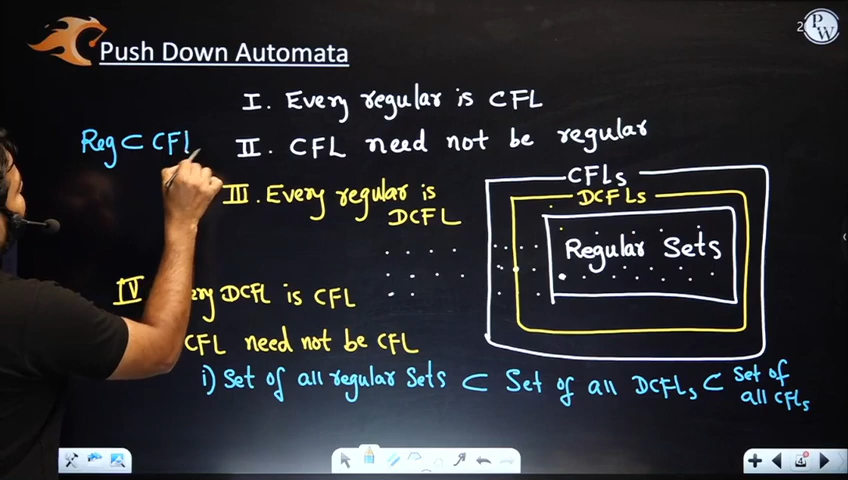 Push Down Automata
2
P
W
I. Every regular is CFL
Reg ⊂ CFL
II. CFL need not be regular
III. Every regular is
DCFL
CFLs
DCFLs
Regular Sets
IV DCFL is CFL
CFL need not be CFL
i) Set of all regular Sets ⊂ Set of all DCFLs ⊂ Set of
all CFLs
4